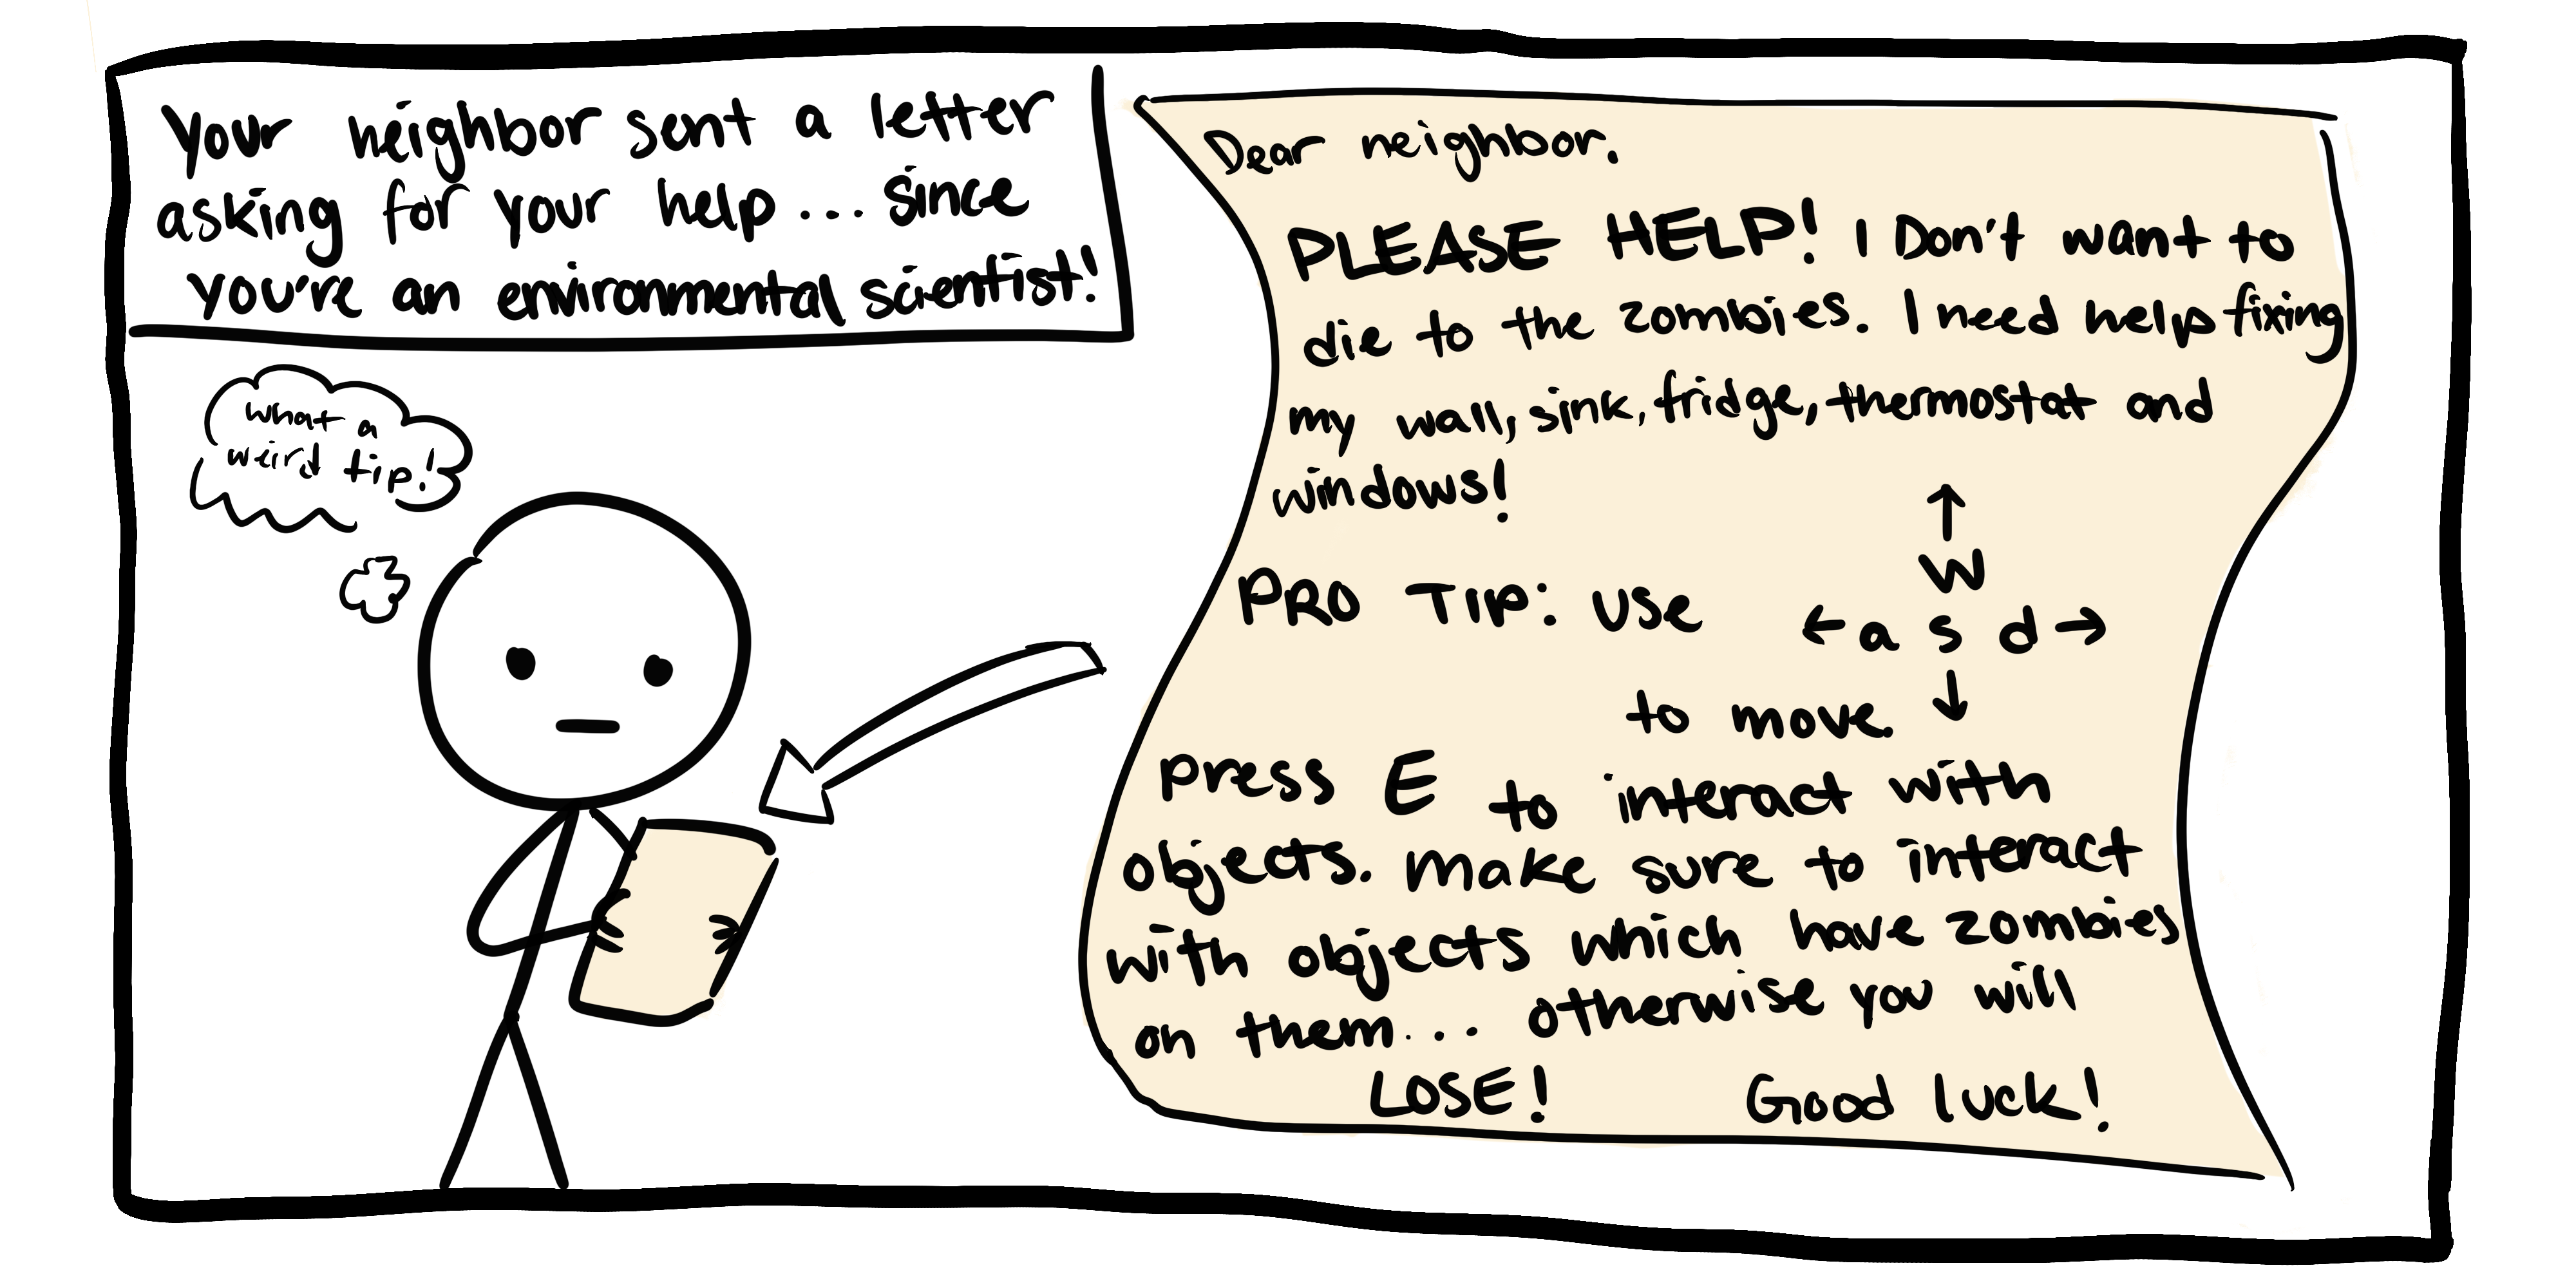 Your neighbor sent a letter
asking for your help... since
you're an environmental scientist!
what a
weird tip!
Dear neighbor.
PLEASE HELP! I Don't want to
die to the zombies. I need help fixing
my wall, sink, fridge, thermostat and
windows!
↑
W
PRO TIP: use ← a s d →
to move. ↓
press E to interact with
objects. make sure to interact
with objects which have zombies
on them... otherwise you will
LOSE! Good luck!